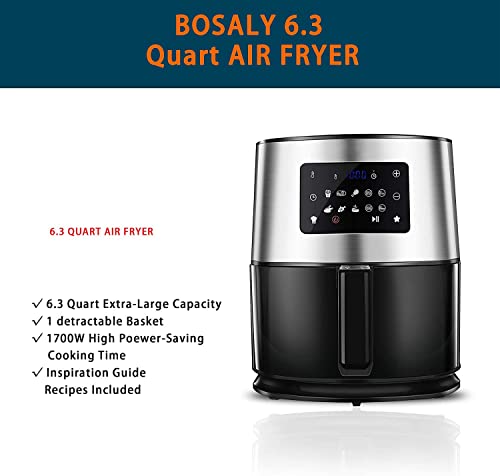 BOSALY 6.3
Quart AIR FRYER
6.3 QUART AIR FRYER
✓ 6.3 Quart Extra-Large Capacity
✓ 1 detractable Basket
✓ 1700W High Poewer-Saving
Cooking Time
✓ Inspiration Guide
Recipes Included